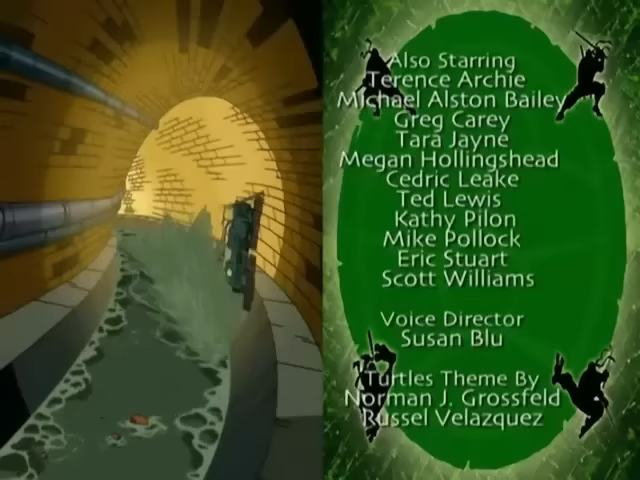 Also Starring
Terence Archie
Michael Alston Bailey
Greg Carey
Tara Jayne
Megan Hollingshead
Cedric Leake
Ted Lewis
Kathy Pilon
Mike Pollock
Eric Stuart
Scott Williams
Voice Director
Susan Blu
Turtles Theme By
Norman J. Grossfeld
Russel Velazquez